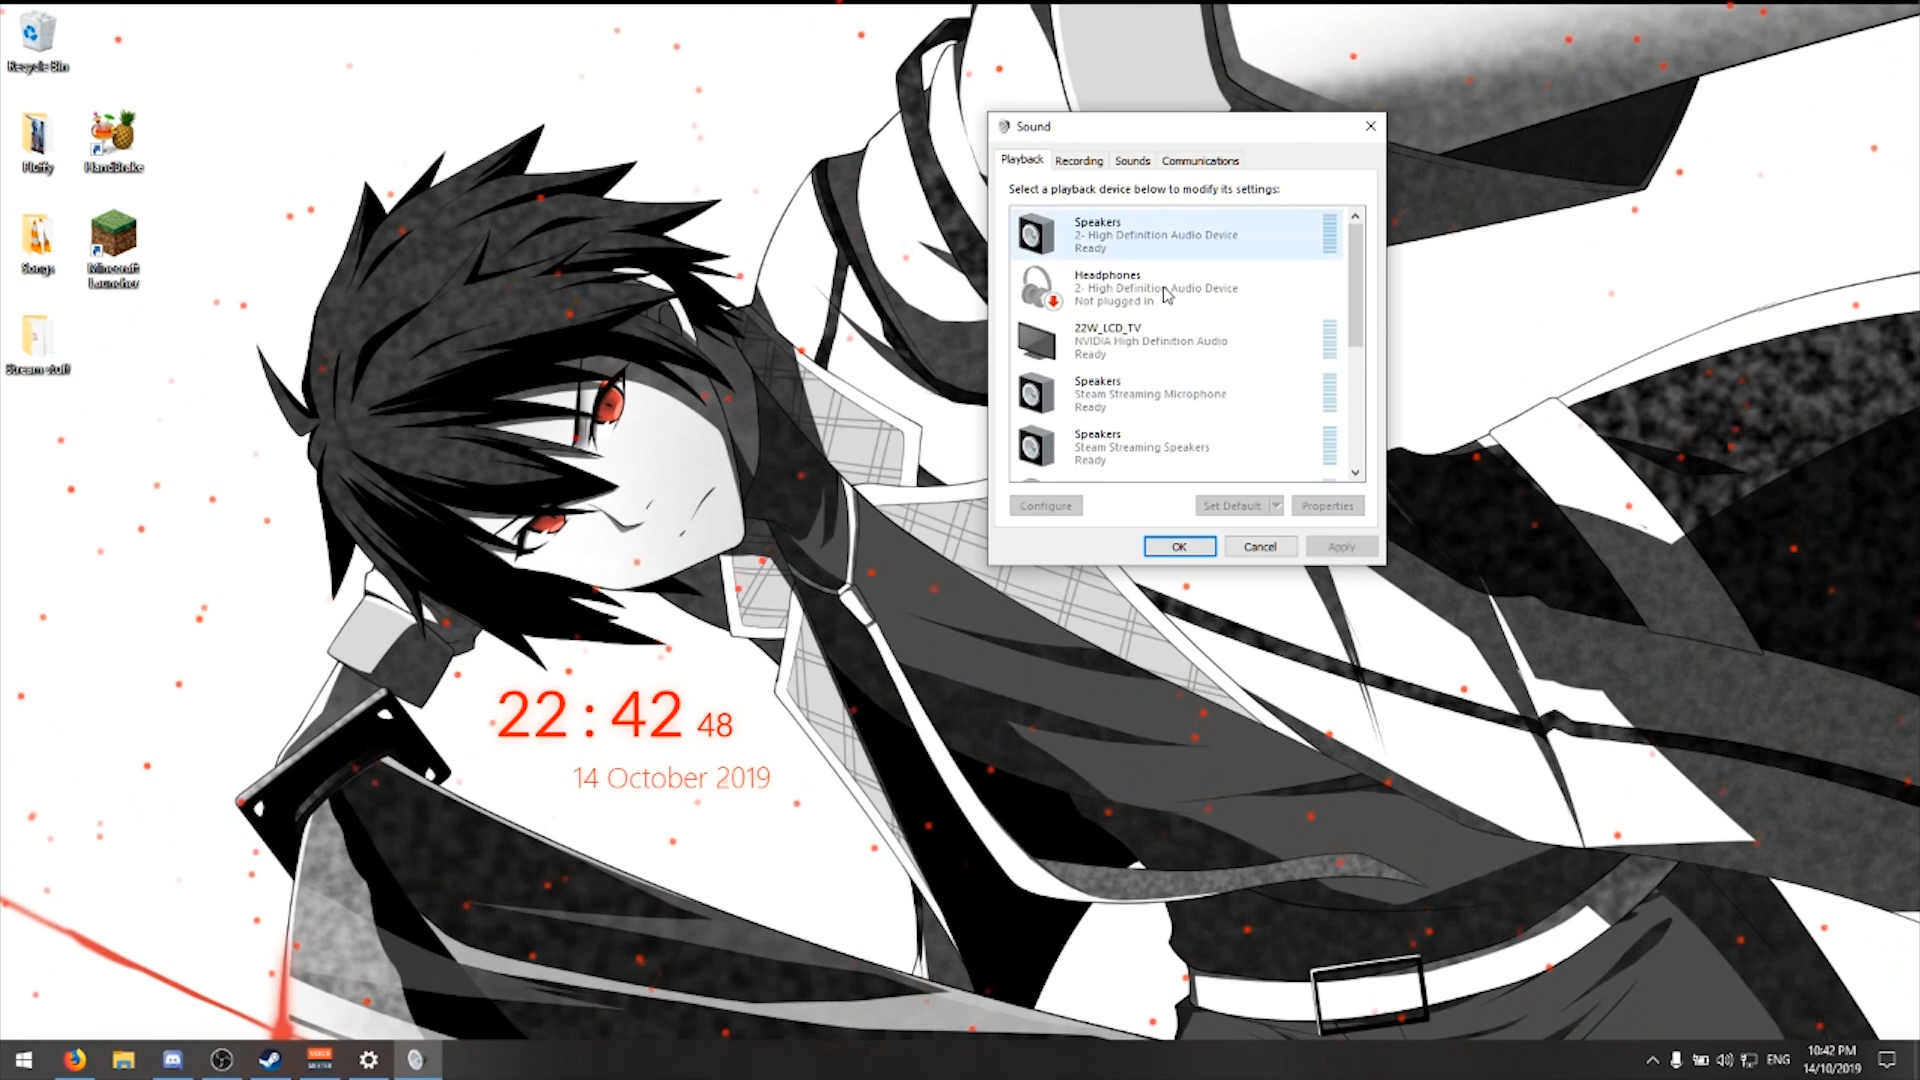 Recycle Bin
Fluffy
HandBrake
Songs
Minecraft
Launcher
Stream stuff
Sound
Playback
Recording
Sounds
Communications
Select a playback device below to modify its settings:
Speakers
2- High Definition Audio Device
Ready
Headphones
2- High Definition Audio Device
Not plugged in
22W_LCD_TV
NVIDIA High Definition Audio
Ready
Speakers
Steam Streaming Microphone
Ready
Speakers
Steam Streaming Speakers
Ready
Configure
Set Default
Properties
OK
Cancel
Apply
22 : 42 48
14 October 2019
VOICE
MEETER
ENG
10:42 PM
14/10/2019